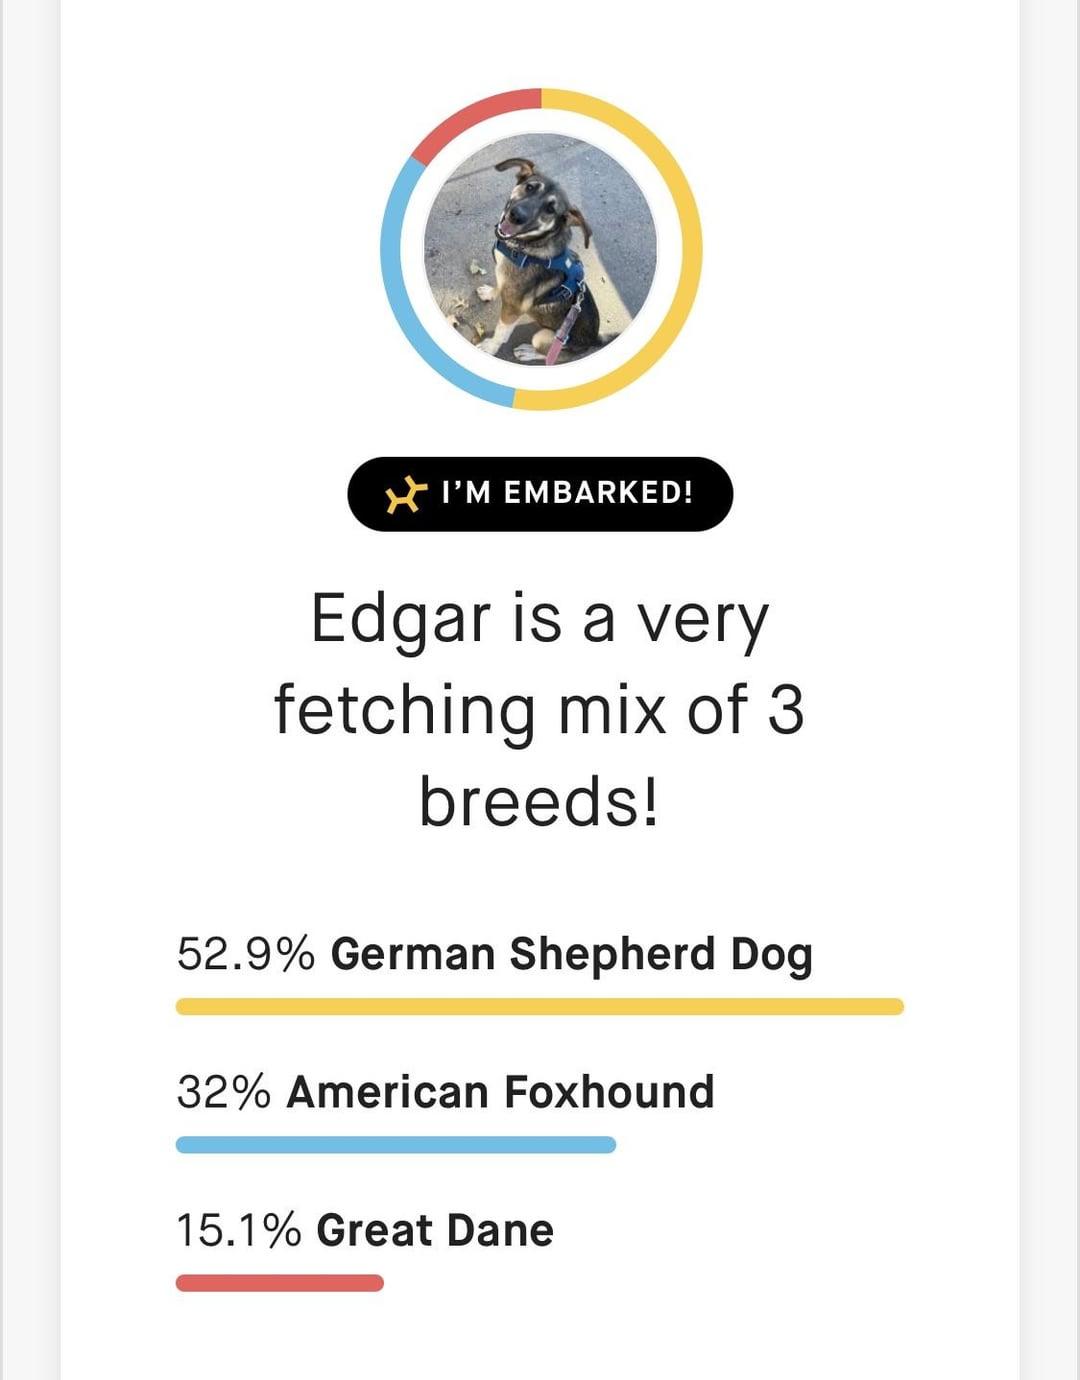 I’M EMBARKED!
Edgar is a very
fetching mix of 3
breeds!
52.9% German Shepherd Dog
32% American Foxhound
15.1% Great Dane